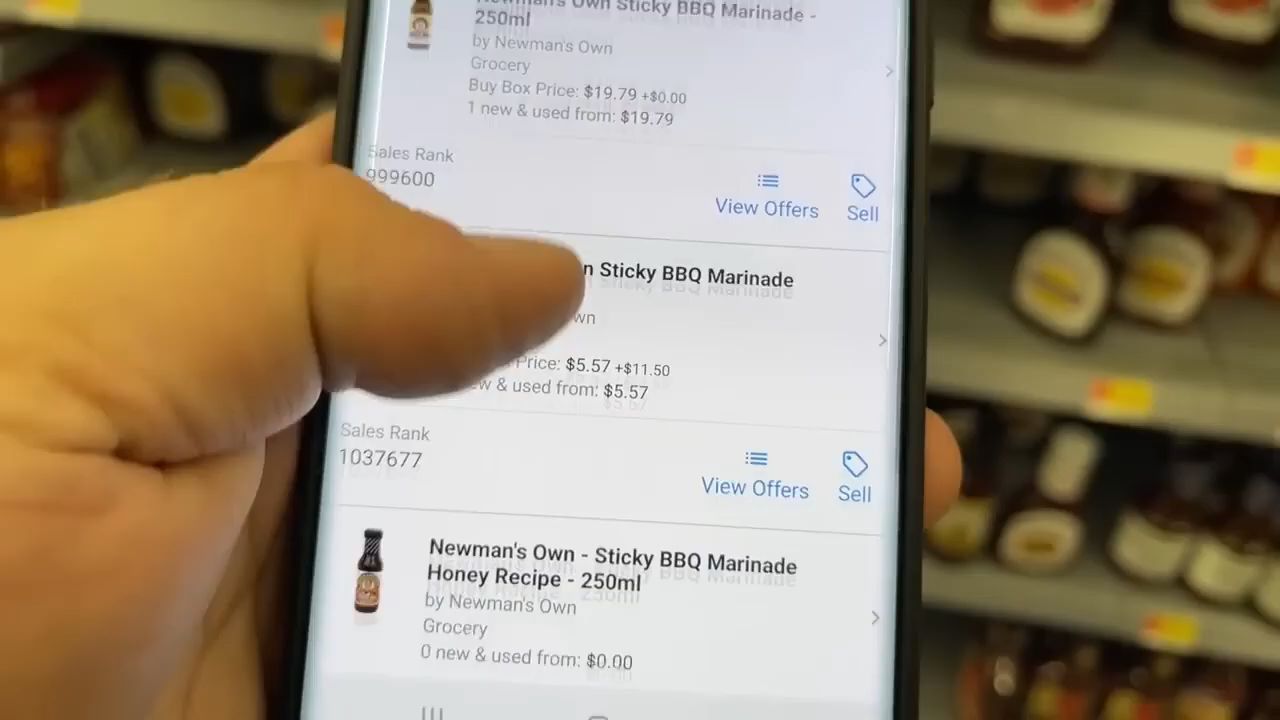 Newman's Own Sticky BBQ Marinade -
250ml
by Newman's Own
Grocery
Buy Box Price: $19.79 +$0.00
1 new & used from: $19.79
Sales Rank
999600
View Offers
Sell
n Sticky BBQ Marinade
wn
Price: $5.57 +$11.50
w & used from: $5.57
Sales Rank
1037677
View Offers
Sell
Newman's Own - Sticky BBQ Marinade
Honey Recipe - 250ml
by Newman's Own
Grocery
0 new & used from: $0.00